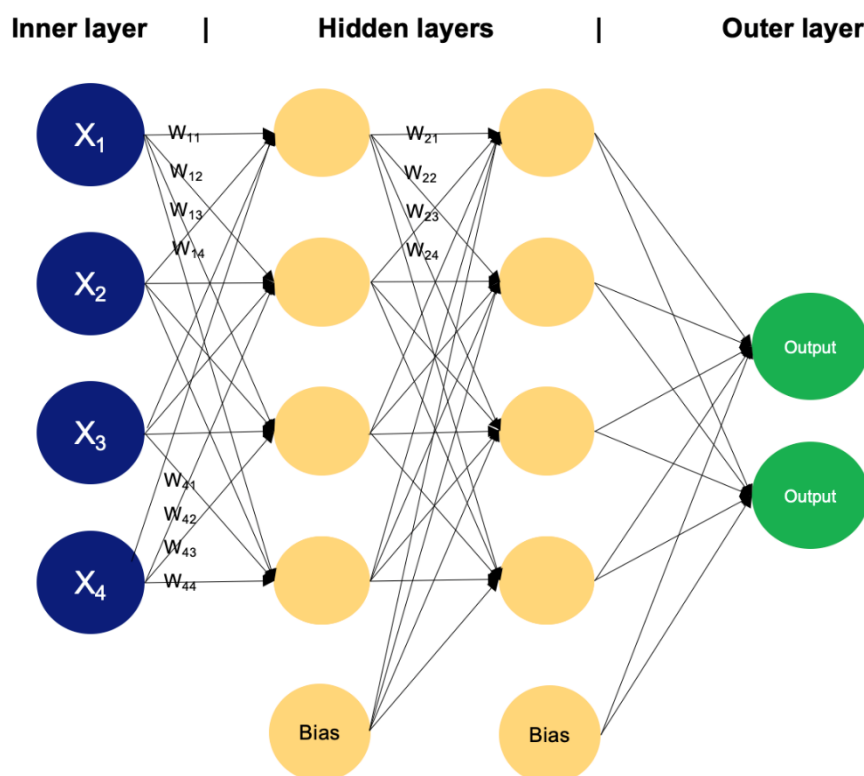 Inner layer | Hidden layers | Outer layer
X₁
W₁₁
W₁₂
W₁₃
W₁₄
W₂₁
W₂₂
W₂₃
W₂₄
X₂
Output
X₃
W₄₁
W₄₂
W₄₃
W₄₄
Output
X₄
Bias
Bias